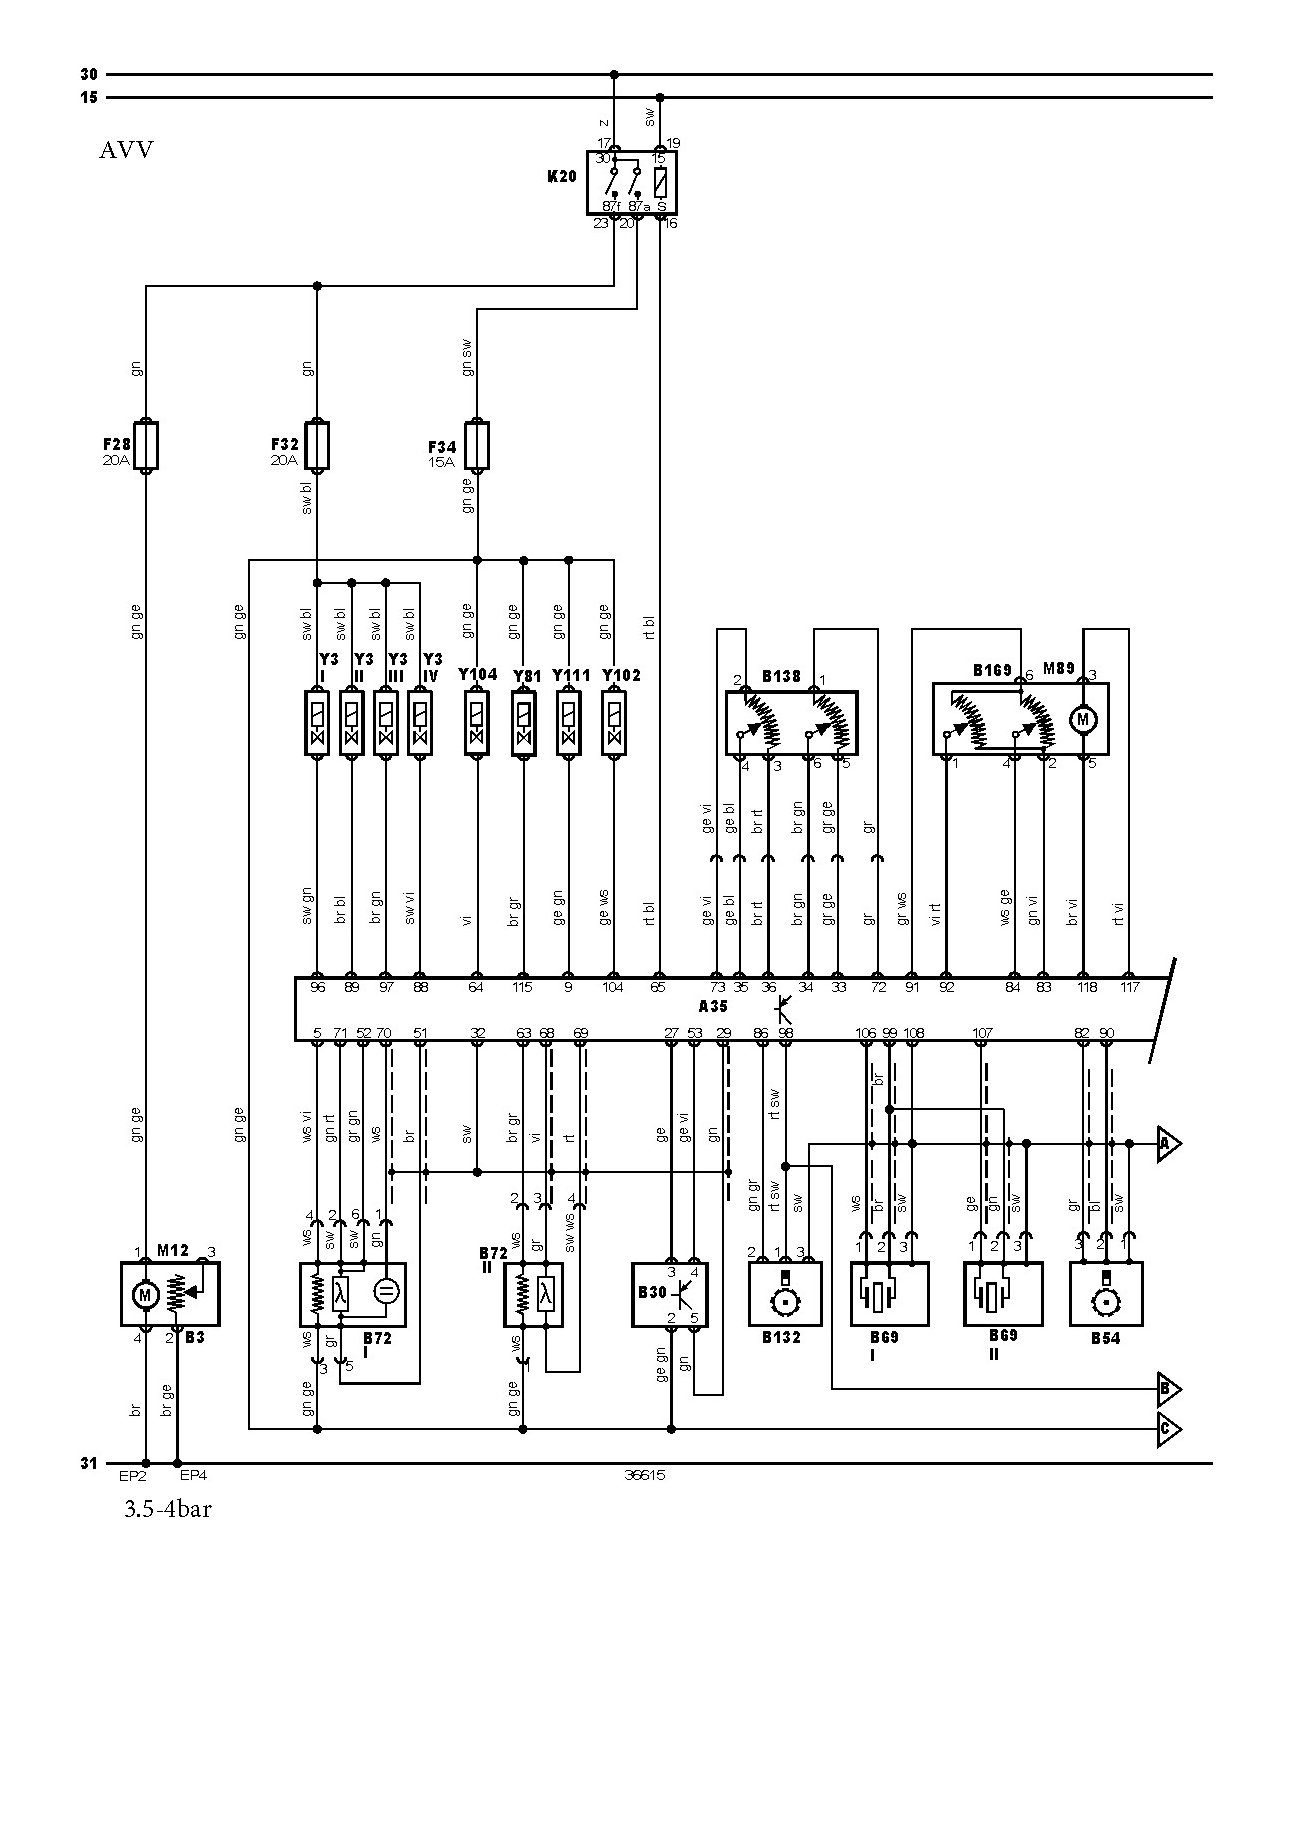 30
15
AVV
z
sw
17
19
30
15
K20
87f 87a S
23 20 16
gn
gn
gn sw
F28
20A
F32
20A
F34
15A
sw bl
gn ge
gn ge
gn ge
sw bl
sw bl
sw bl
sw bl
gn ge
gn ge
gn ge
gn ge
rt bl
Y3 I
Y3 II
Y3 III
Y3 IV
Y104
Y81
Y111
Y102
2
B138
1
B169
6
M89
3
M
4 3 6 5
1 4 2 5
ge vi
ge bl
br rt
br gn
gr ge
gr
sw gn
br bl
br gn
sw vi
vi
br gr
ge gn
ge ws
rt bl
ge vi
ge bl
br rt
br gn
gr ge
gr
gr ws
vi rt
ws ge
gn vi
br vi
rt vi
96 89 97 88 64 115 9 104 65 73 35 36 34 33 72 91 92 84 83 118 117
A35
5 71 52 70 51 32 63 68 69 27 53 29 86 98 106 99 108 107 82 90
br
gn ge
gn ge
ws vi
gn rt
gr gn
ws
br
sw
br gr
vi
rt
ge
ge vi
gn
rt sw
A
gn gr
rt sw
sw
ws
br
sw
ge
gn
sw
gr
bl
sw
4 2 6 1
2 3 4
ws
sw
sw
gn
ws
gr
sw ws
1
M12
3
B72
II
3 4
2 1 3
1 2 3
1 2 3
3 2 1
M
λ
λ
B30
4 2 B3
ws
gr
B72
I
ws
2 5
B132
B69
I
B69
II
B54
3 5
1
ge gn
gn
br
br ge
gn ge
gn ge
B
C
31
EP2
EP4
36615
3.5-4bar